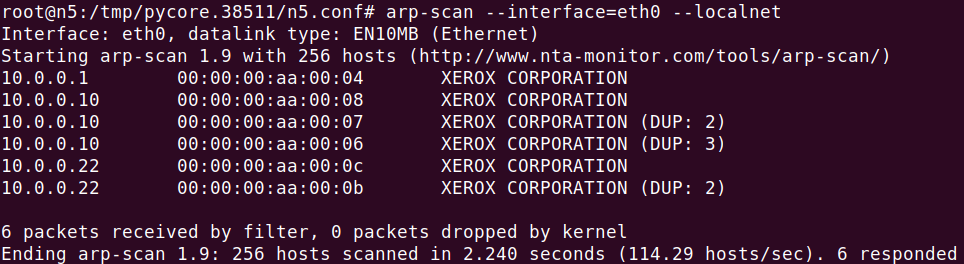 root@n5:/tmp/pycore.38511/n5.conf# arp-scan --interface=eth0 --localnet
Interface: eth0, datalink type: EN10MB (Ethernet)
Starting arp-scan 1.9 with 256 hosts (http://www.nta-monitor.com/tools/arp-scan/)
10.0.0.1 00:00:00:aa:00:04 XEROX CORPORATION
10.0.0.10 00:00:00:aa:00:08 XEROX CORPORATION
10.0.0.10 00:00:00:aa:00:07 XEROX CORPORATION (DUP: 2)
10.0.0.10 00:00:00:aa:00:06 XEROX CORPORATION (DUP: 3)
10.0.0.22 00:00:00:aa:00:0c XEROX CORPORATION
10.0.0.22 00:00:00:aa:00:0b XEROX CORPORATION (DUP: 2)
6 packets received by filter, 0 packets dropped by kernel
Ending arp-scan 1.9: 256 hosts scanned in 2.240 seconds (114.29 hosts/sec). 6 responded